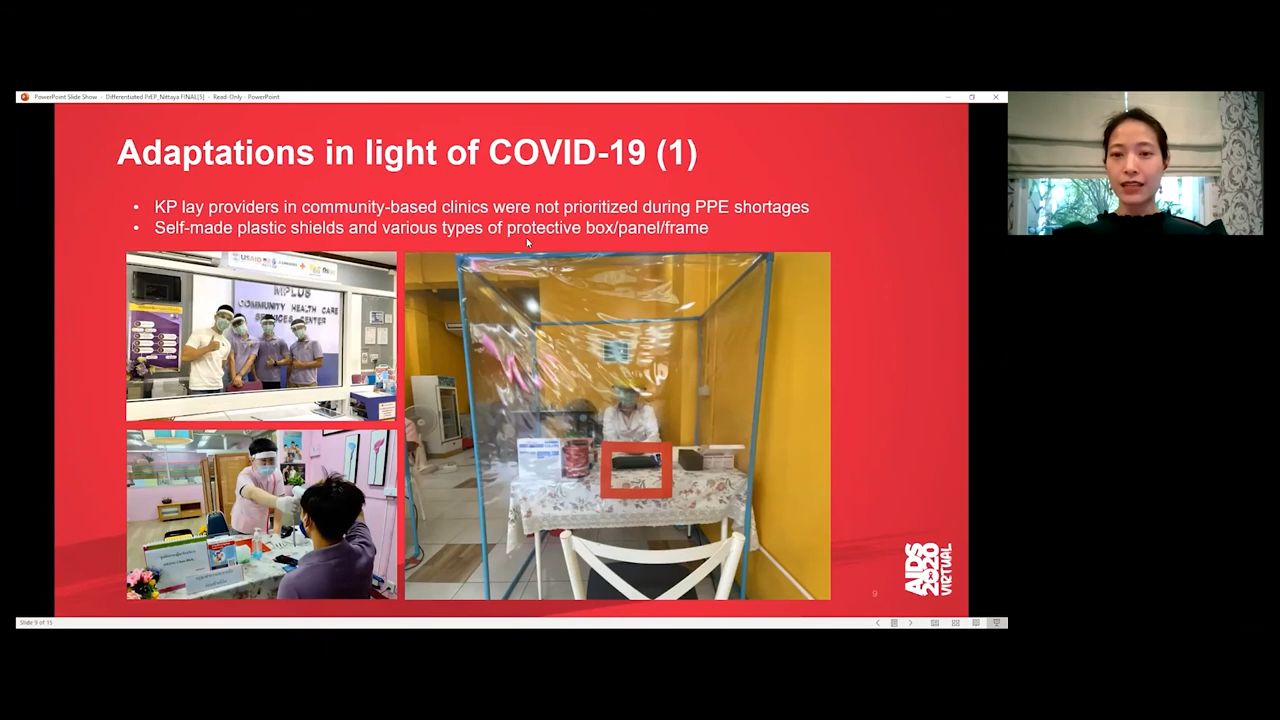 PowerPoint Slide Show - Differentiated PrEP_Nittaya FINAL[5] - Read-Only - PowerPoint
Adaptations in light of COVID-19 (1)
• KP lay providers in community-based clinics were not prioritized during PPE shortages
• Self-made plastic shields and various types of protective box/panel/frame
USAID
MPLUS
COMMUNITY HEALTH CARE
SERVICES CENTER
9
AIDS
2020
VIRTUAL
Slide 9 of 15